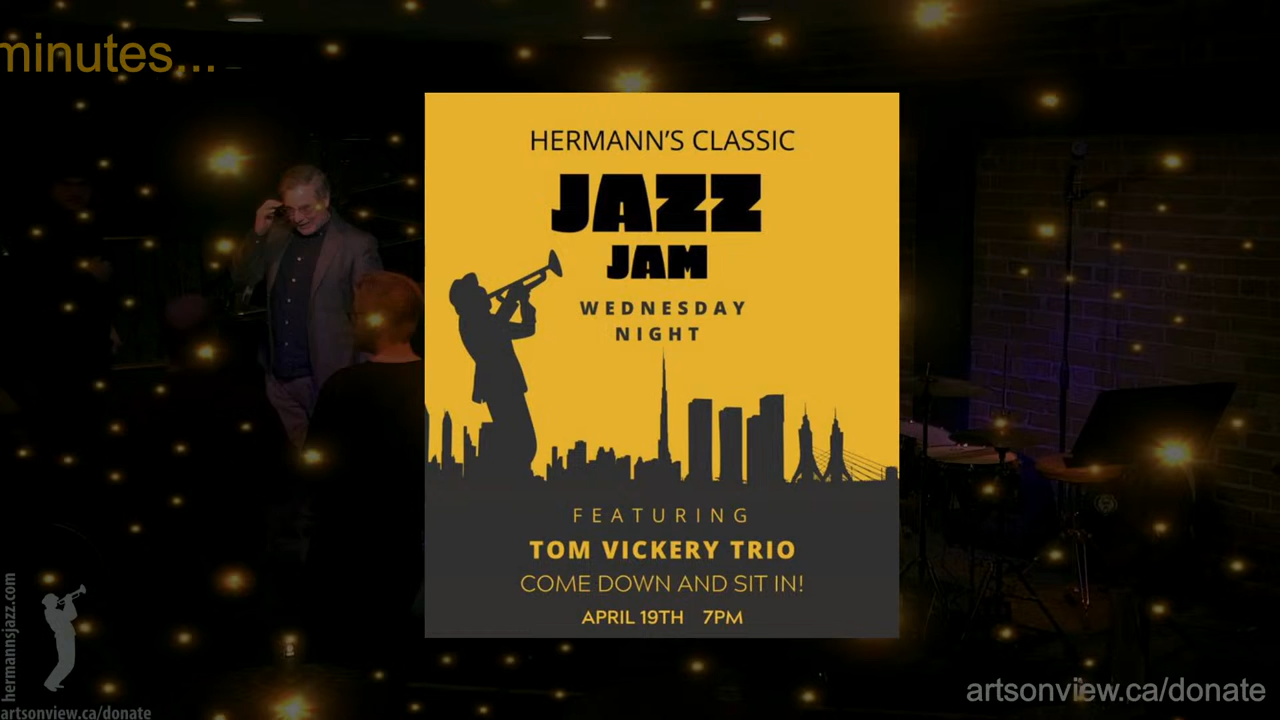 minutes...
HERMANN'S CLASSIC
JAZZ
JAM
WEDNESDAY
NIGHT
FEATURING
TOM VICKERY TRIO
COME DOWN AND SIT IN!
APRIL 19TH 7PM
hermannsjazz.com
artsonview.ca/donate
artsonview.ca/donate